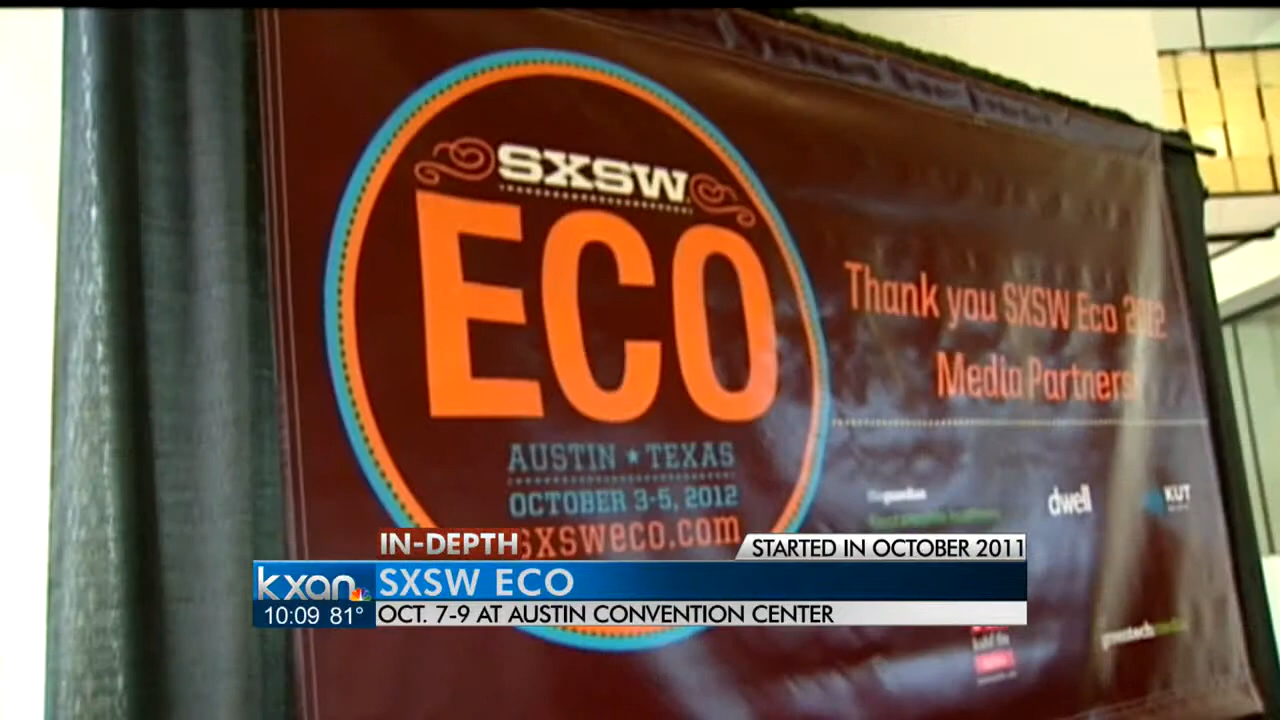 SXSW
ECO
AUSTIN ★ TEXAS
OCTOBER 3-5, 2012
sxsweco.com
Thank you SXSW Eco 2012
Media Partners
theguardian
dwell
KUT
greentechmedia
IN-DEPTH
STARTED IN OCTOBER 2011
kxan
SXSW ECO
10:09 81°
OCT. 7-9 AT AUSTIN CONVENTION CENTER